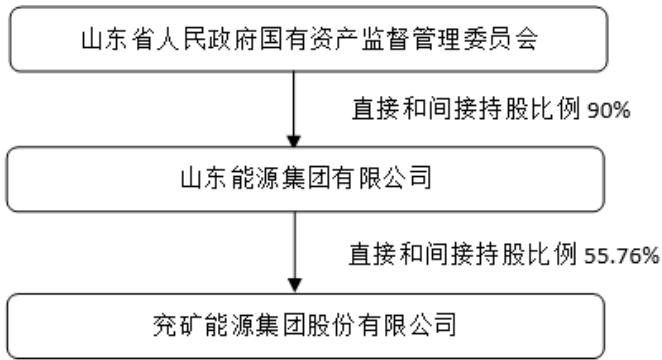 山东省人民政府国有资产监督管理委员会
直接和间接持股比例 90%
山东能源集团有限公司
直接和间接持股比例 55.76%
兖矿能源集团股份有限公司